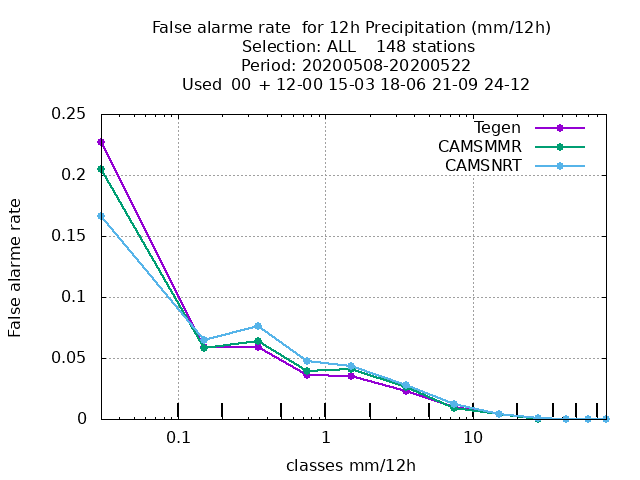 False alarme rate  for 12h Precipitation (mm/12h)
Selection: ALL    148 stations
Period: 20200508-20200522
Used  00 + 12-00 15-03 18-06 21-09 24-12
Tegen
CAMSMMR
CAMSNRT
False alarme rate
0.25
0.2
0.15
0.1
0.05
0
0.1 1 10
classes mm/12h